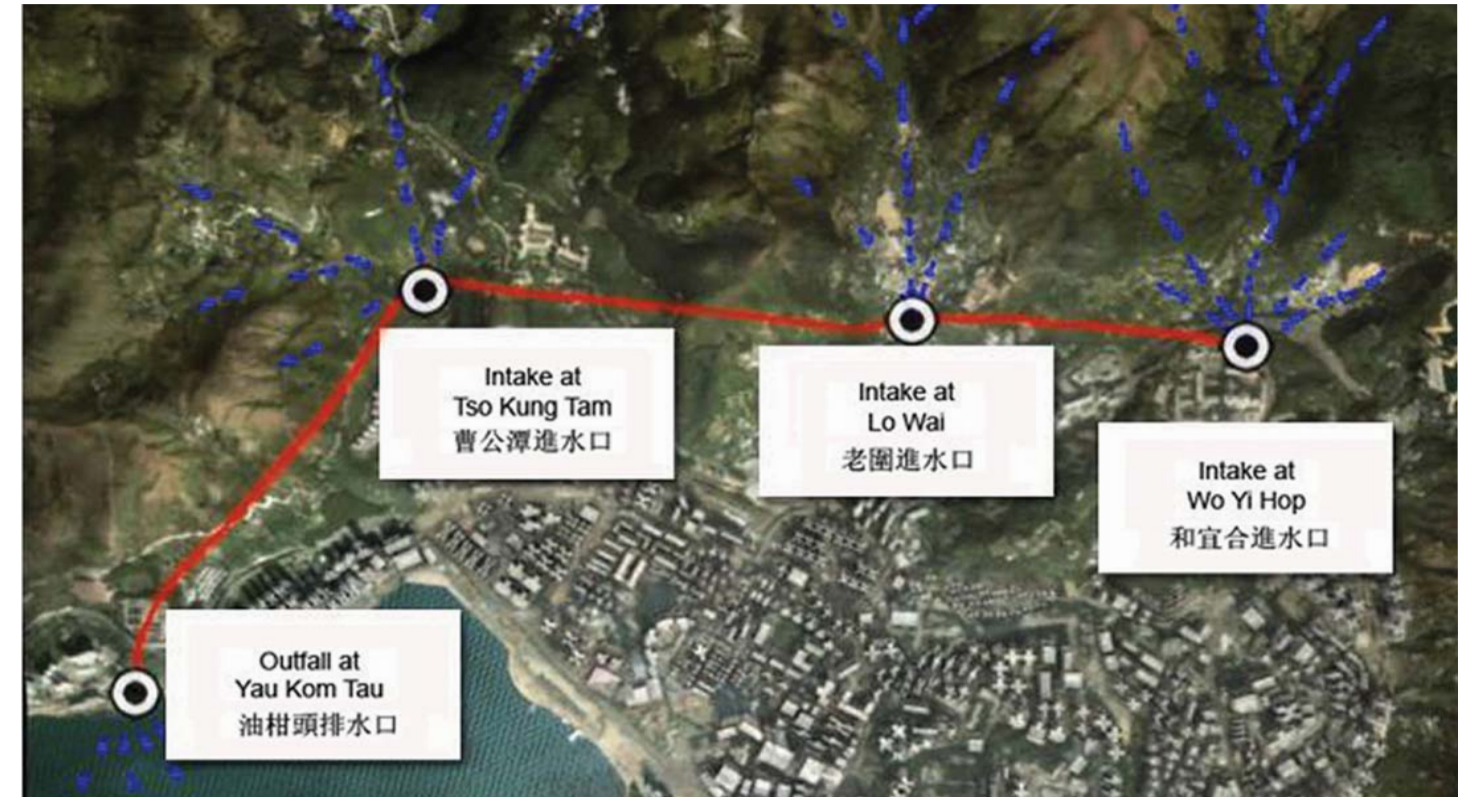 Intake at
Tso Kung Tam
曹公潭進水口
Intake at
Lo Wai
老圍進水口
Intake at
Wo Yi Hop
和宜合進水口
Outfall at
Yau Kom Tau
油柑頭排水口